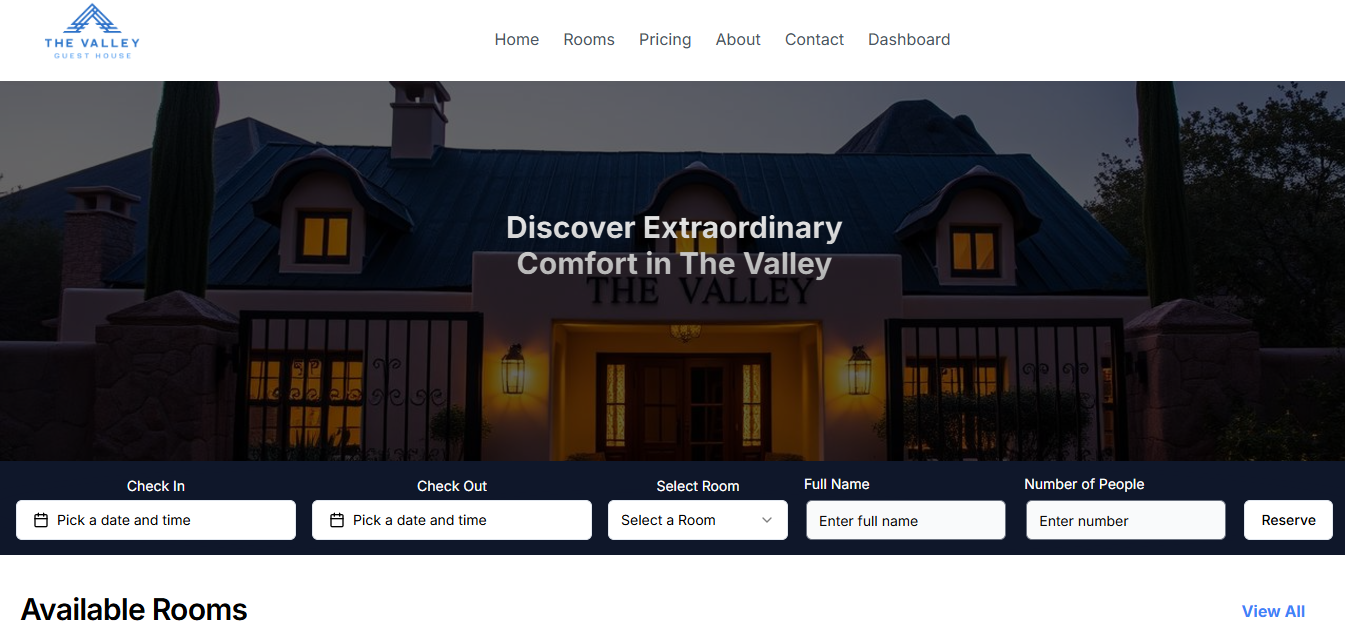 THE VALLEY
GUEST HOUSE
Home Rooms Pricing About Contact Dashboard
Discover Extraordinary
Comfort in The Valley
THE VALLEY
Check In Check Out Select Room Full Name Number of People
Pick a date and time Pick a date and time Select a Room Enter full name Enter number Reserve
Available Rooms View All